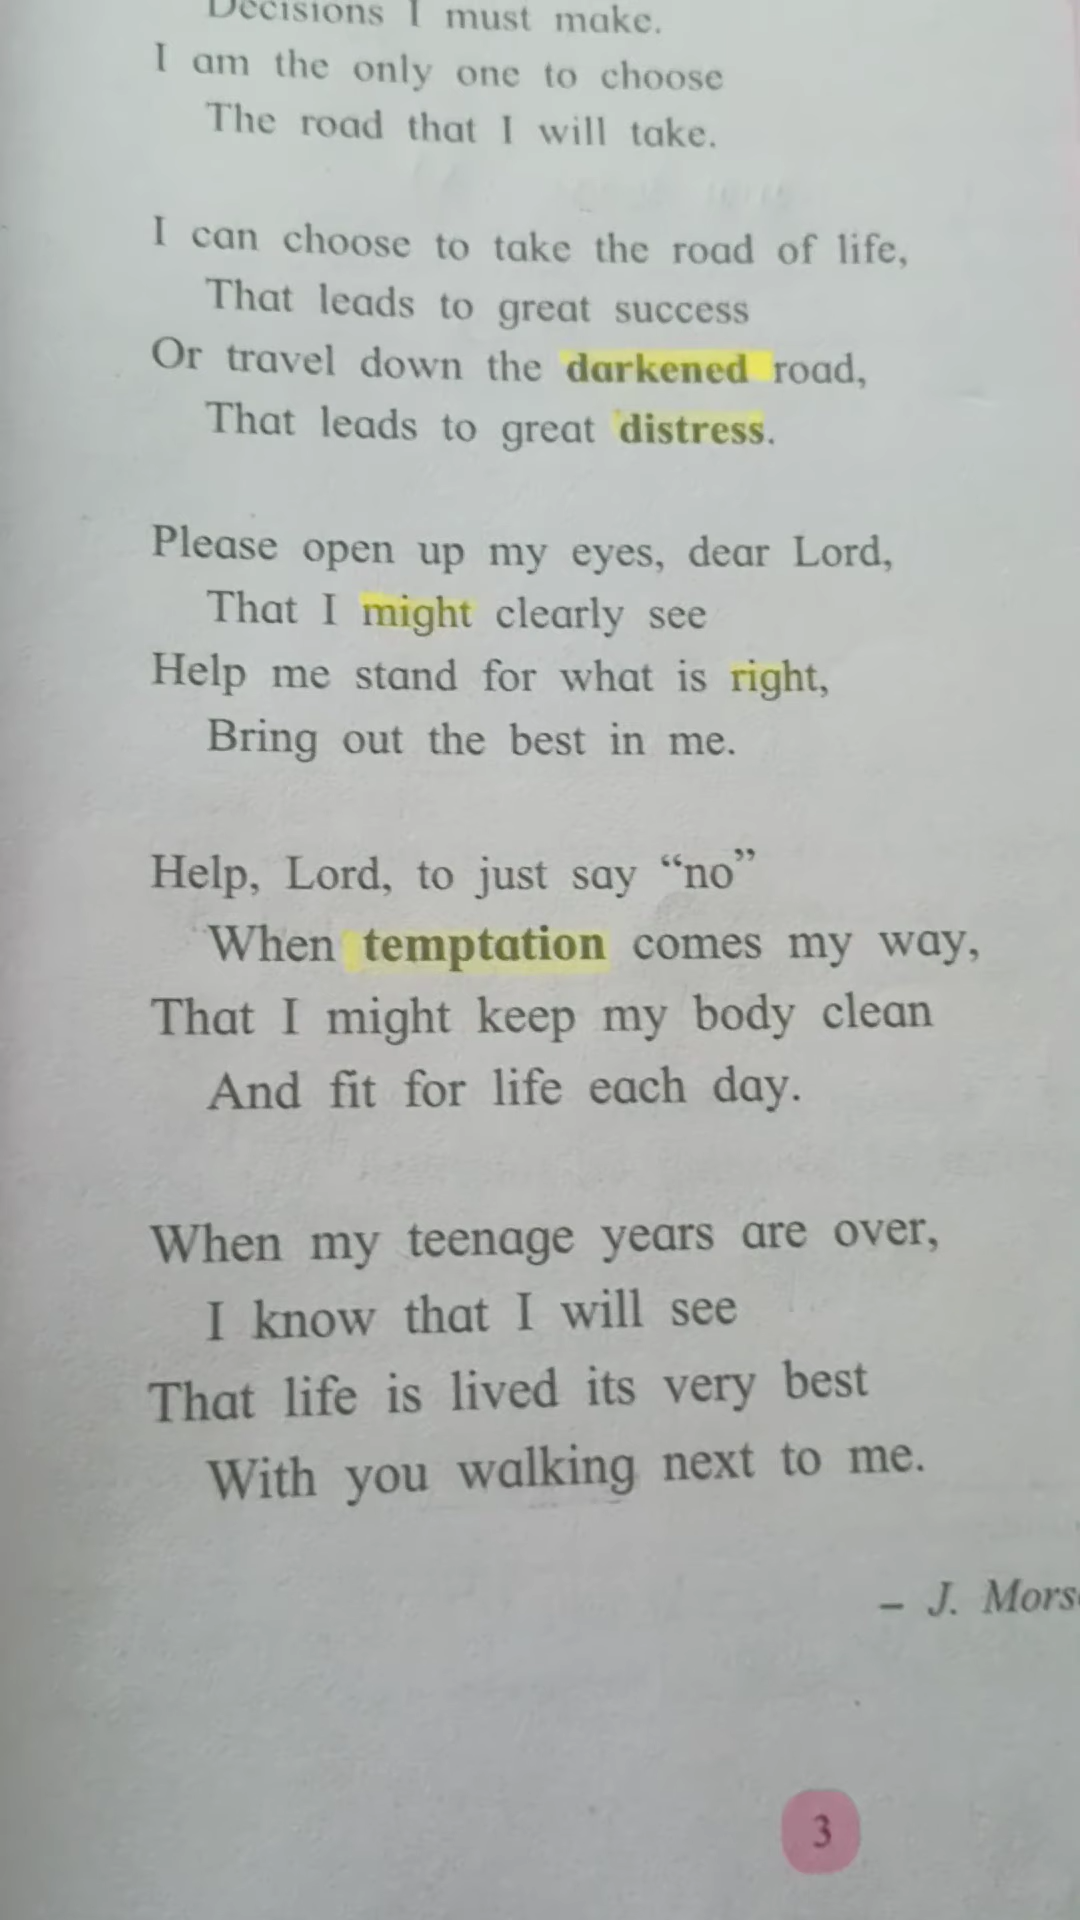 Decisions I must make.
I am the only one to choose
The road that I will take.
I can choose to take the road of life,
That leads to great success
Or travel down the darkened road,
That leads to great distress.
Please open up my eyes, dear Lord,
That I might clearly see
Help me stand for what is right,
Bring out the best in me.
Help, Lord, to just say “no”
When temptation comes my way,
That I might keep my body clean
And fit for life each day.
When my teenage years are over,
I know that I will see
That life is lived its very best
With you walking next to me.
– J.
3